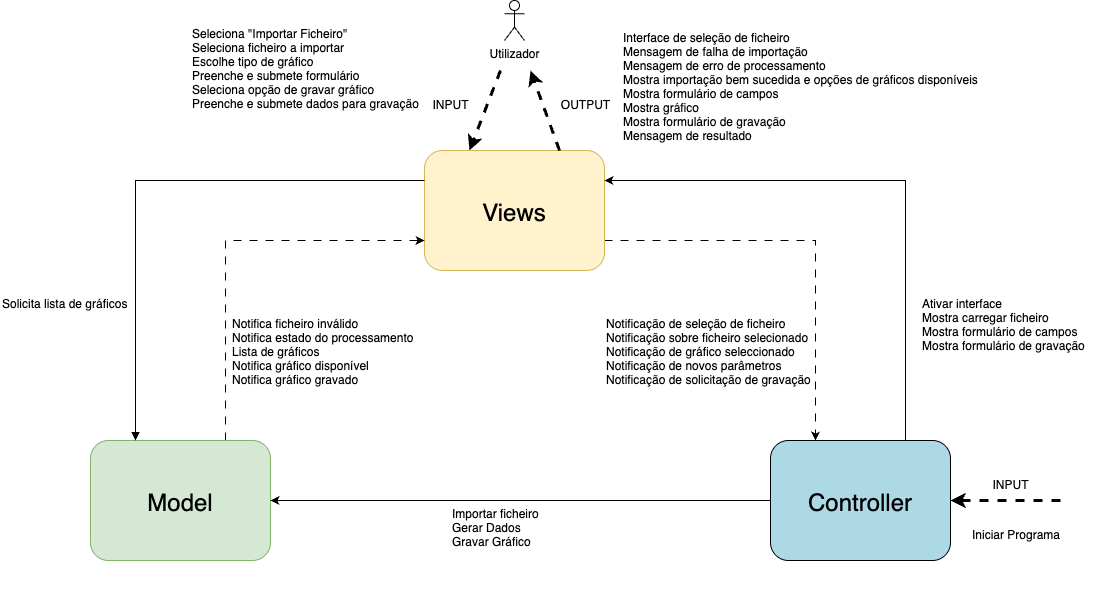 Seleciona "Importar Ficheiro"
Seleciona ficheiro a importar
Escolhe tipo de gráfico
Preenche e submete formulário
Seleciona opção de gravar gráfico
Preenche e submete dados para gravação
Utilizador
INPUT
OUTPUT
Interface de seleção de ficheiro
Mensagem de falha de importação
Mensagem de erro de processamento
Mostra importação bem sucedida e opções de gráficos disponíveis
Mostra formulário de campos
Mostra gráfico
Mostra formulário de gravação
Mensagem de resultado
Views
Solicita lista de gráficos
Notifica ficheiro inválido
Notifica estado do processamento
Lista de gráficos
Notifica gráfico disponível
Notifica gráfico gravado
Notificação de seleção de ficheiro
Notificação sobre ficheiro selecionado
Notificação de gráfico seleccionado
Notificação de novos parâmetros
Notificação de solicitação de gravação
Ativar interface
Mostra carregar ficheiro
Mostra formulário de campos
Mostra formulário de gravação
Model
Controller
INPUT
Iniciar Programa
Importar ficheiro
Gerar Dados
Gravar Gráfico